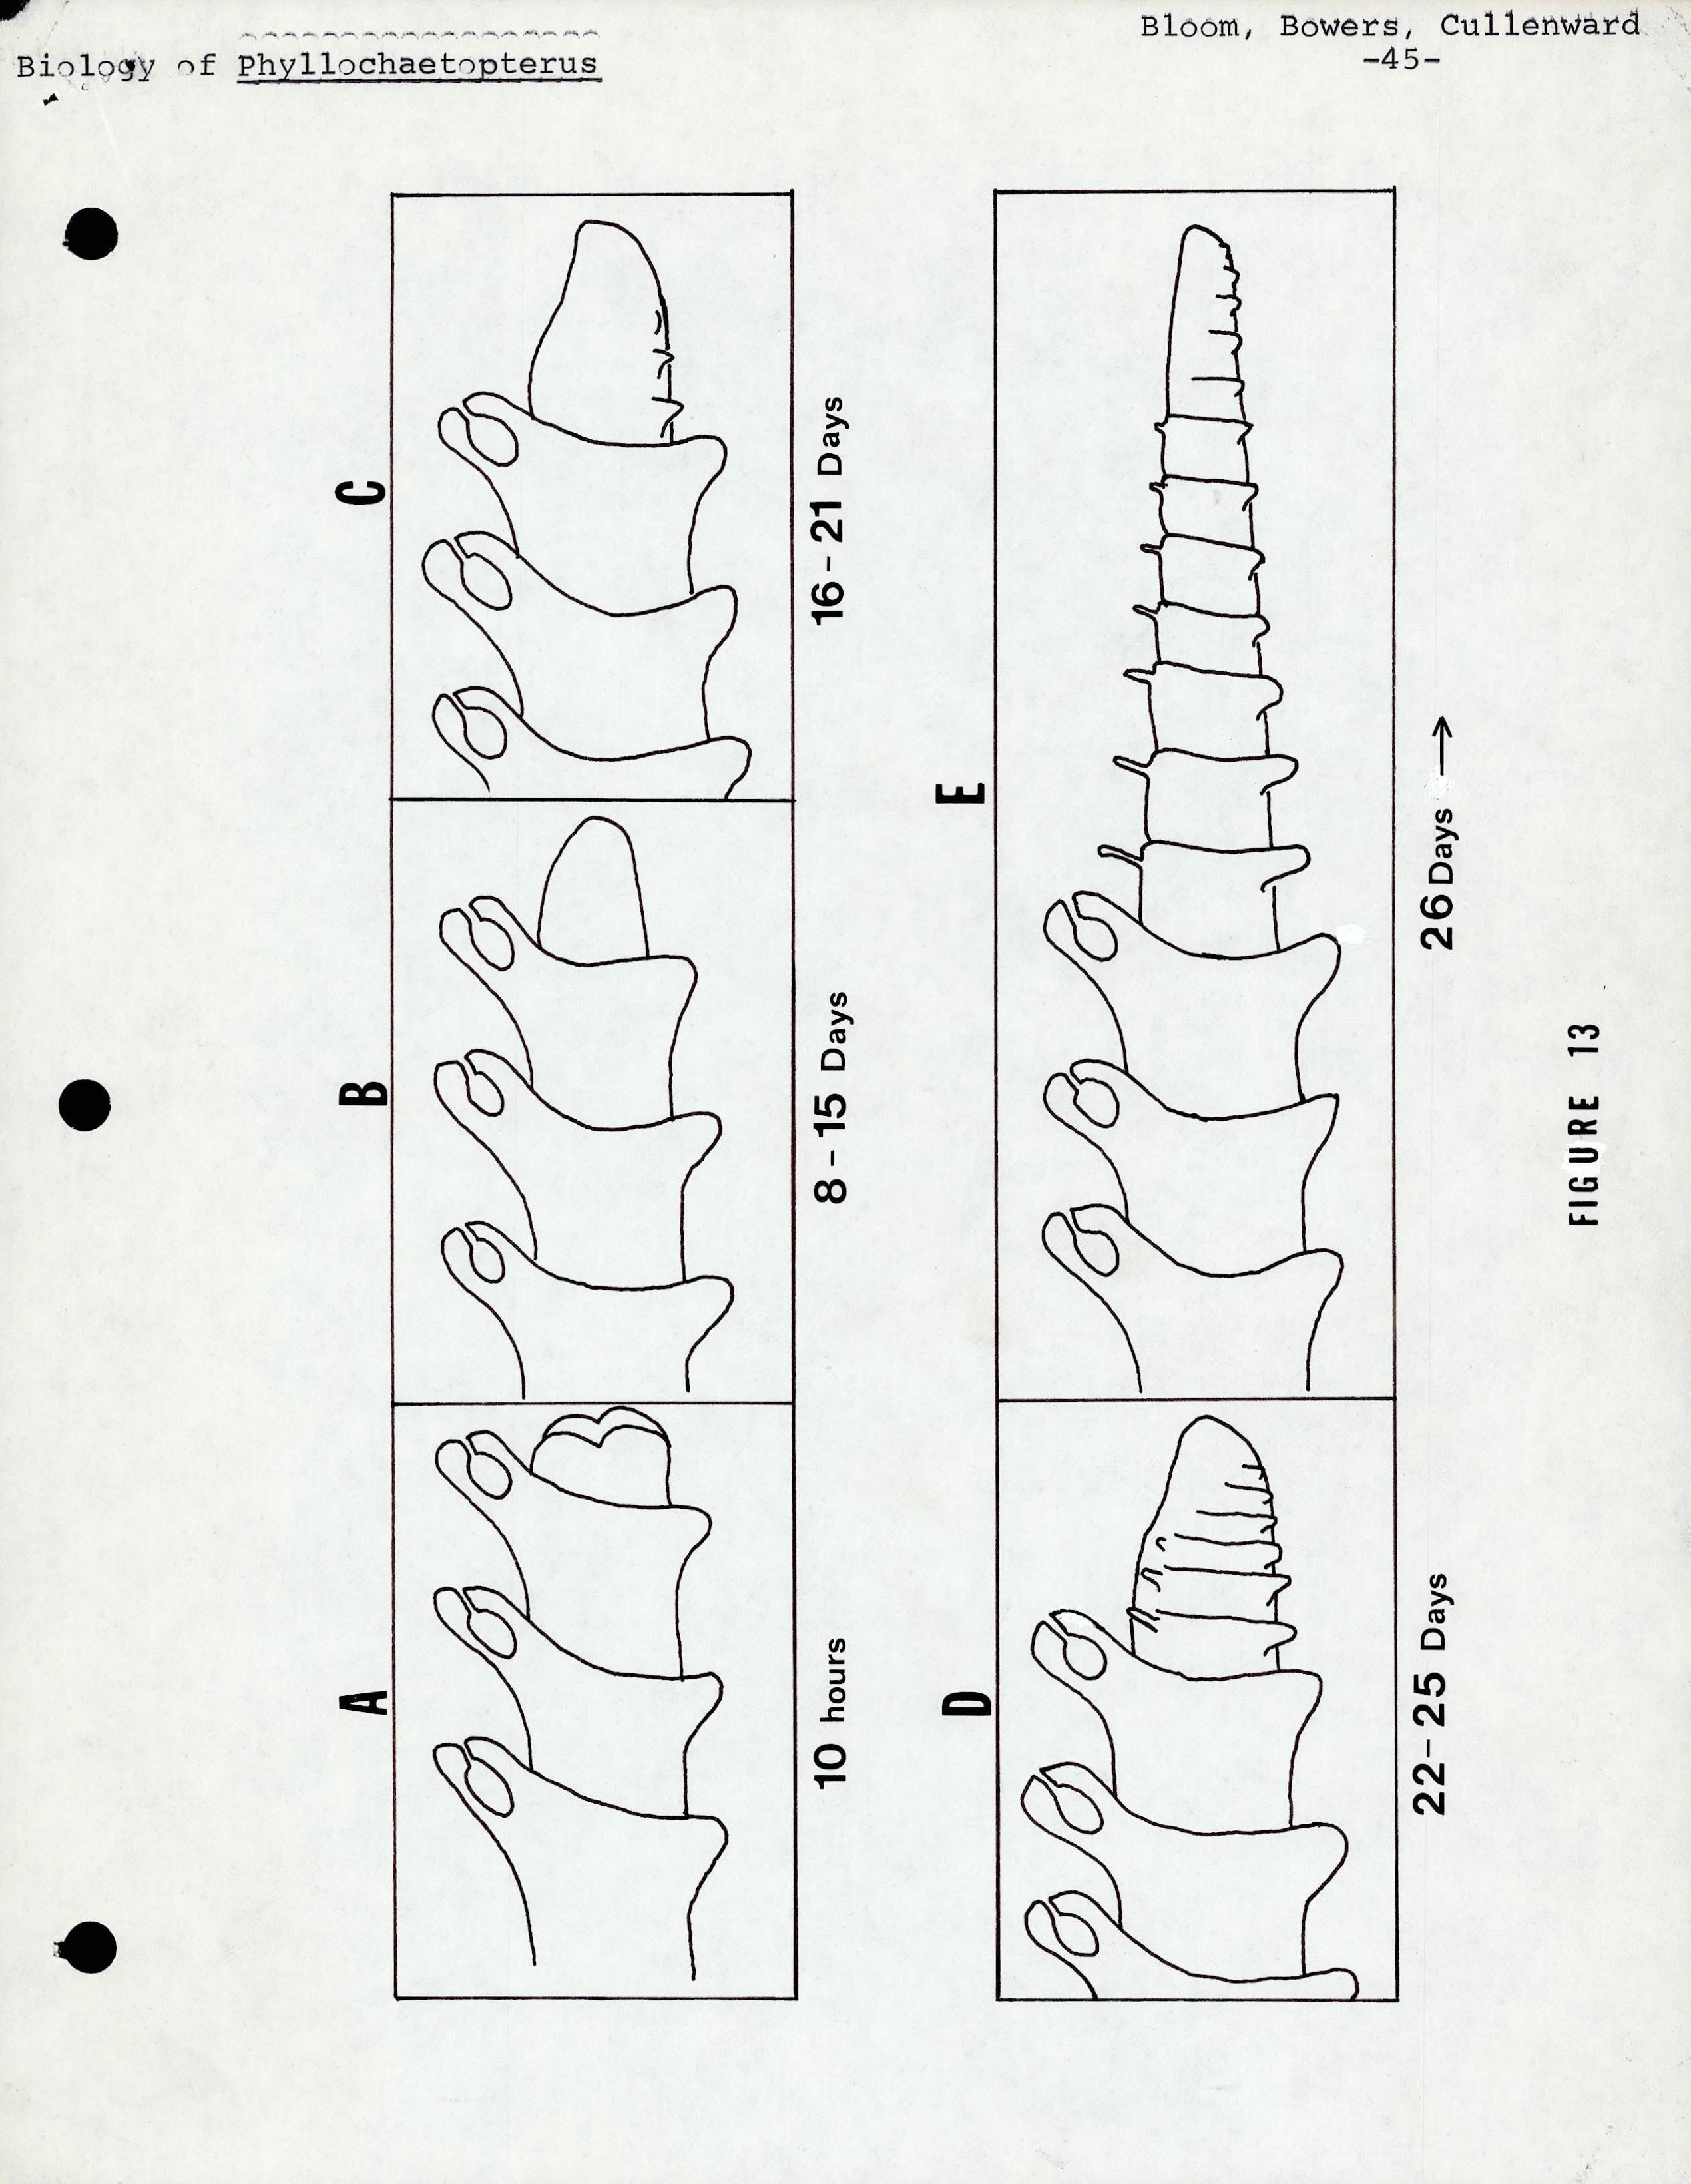 Bloom, Bowers, Cullenward
Biology of Phyllochaetopterus
-45-
A
B
C
10 hours
8-15 Days
16-21 Days
D
E
22-25 Days
26 Days →
FIGURE 13